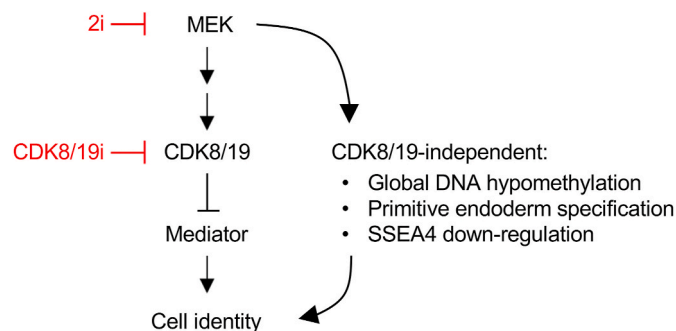 2i MEK
CDK8/19i CDK8/19 CDK8/19-independent:
• Global DNA hypomethylation
• Primitive endoderm specification
Mediator • SSEA4 down-regulation
Cell identity